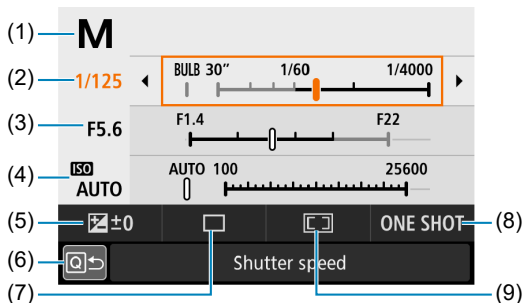 (1) M
(2) 1/125 BULB 30" 1/60 1/4000
(3) F5.6 F1.4 F22
(4) ISO AUTO AUTO 100 25600
(5) ±0 ONE SHOT (8)
(6) Q Shutter speed
(7) (9)